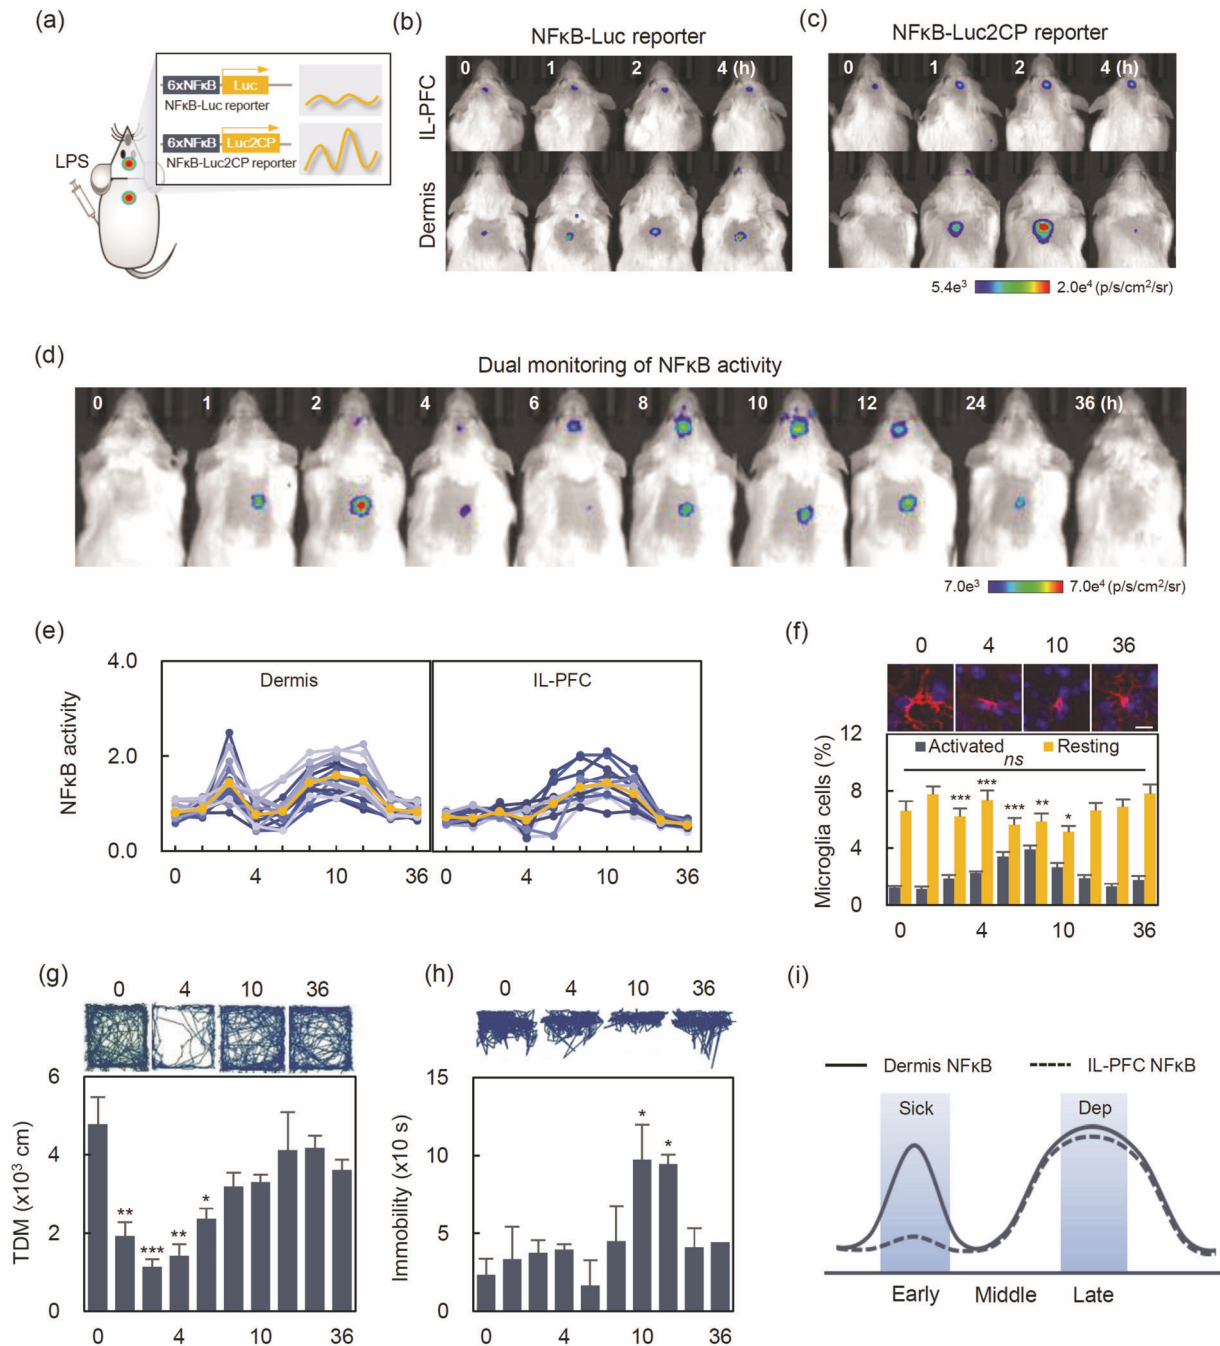 (a)
6xNFκB Luc
NFκB-Luc reporter
6xNFκB Luc2CP
NFκB-Luc2CP reporter
LPS
(b)
NFκB-Luc reporter
0 1 2 4 (h)
IL-PFC
Dermis
(c)
NFκB-Luc2CP reporter
0 1 2 4 (h)
5.4e³ 2.0e⁴ (p/s/cm²/sr)
(d)
Dual monitoring of NFκB activity
0 1 2 4 6 8 10 12 24 36 (h)
7.0e³ 7.0e⁴ (p/s/cm²/sr)
(e)
NFκB activity
4.0
2.0
0.0
Dermis
IL-PFC
0 4 10 36 0 4 10 36
(f)
0 4 10 36
Microglia cells (%)
12
8
4
0
Activated Resting
ns
*** *** *** ** *
0 4 10 36
(g)
0 4 10 36
TDM (x10³ cm)
6
4
2
0
** *** ** *
0 4 10 36
(h)
0 4 10 36
Immobility (x10 s)
15
10
5
0
* *
0 4 10 36
(i)
Dermis NFκB IL-PFC NFκB
Sick Dep
Early Middle Late